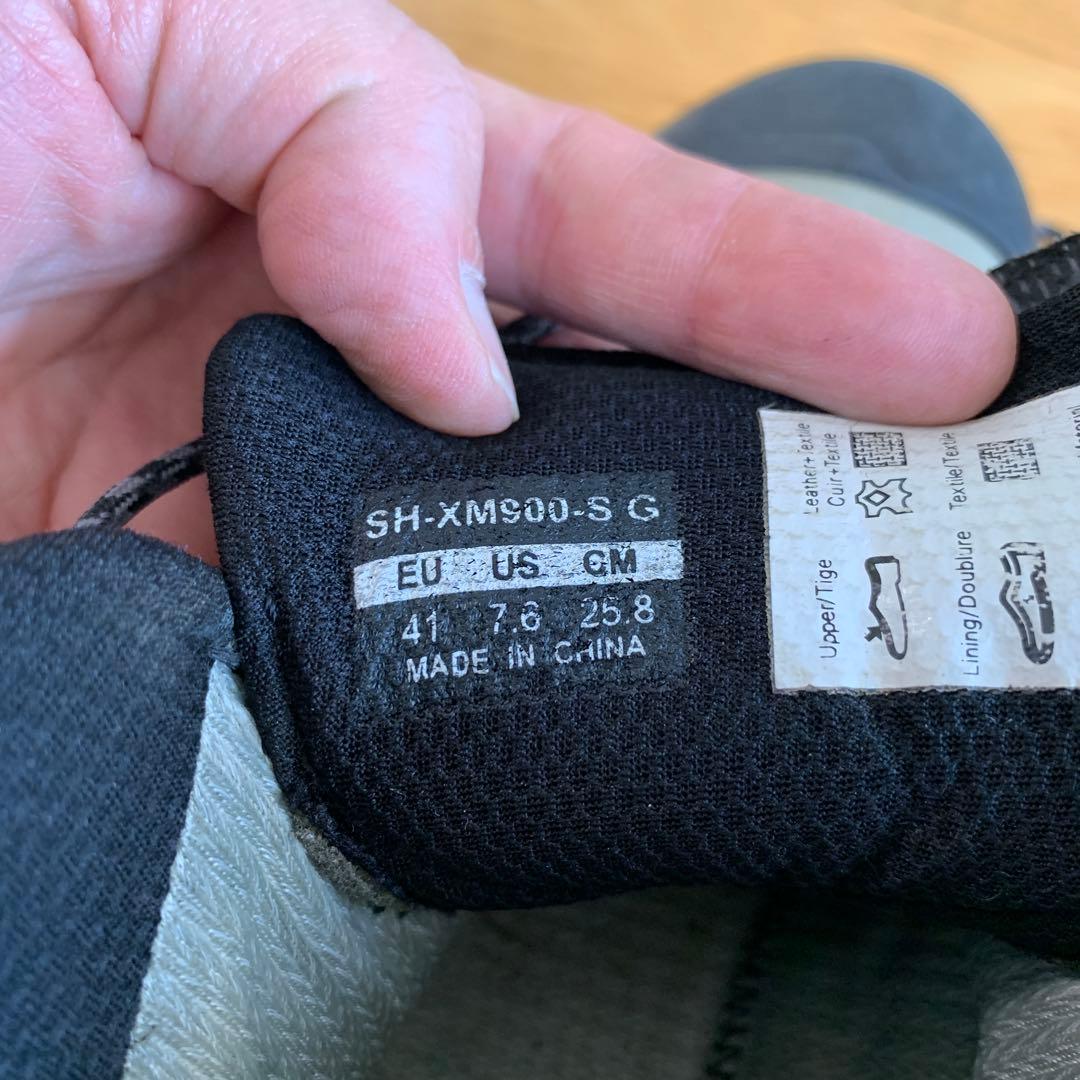 SH-XM900-S G
EU US CM
41 7.6 25.8
MADE IN CHINA
Leather+Textile
Cuir+Textile
Upper/Tige
Textile/Textile
Lining/Doublure